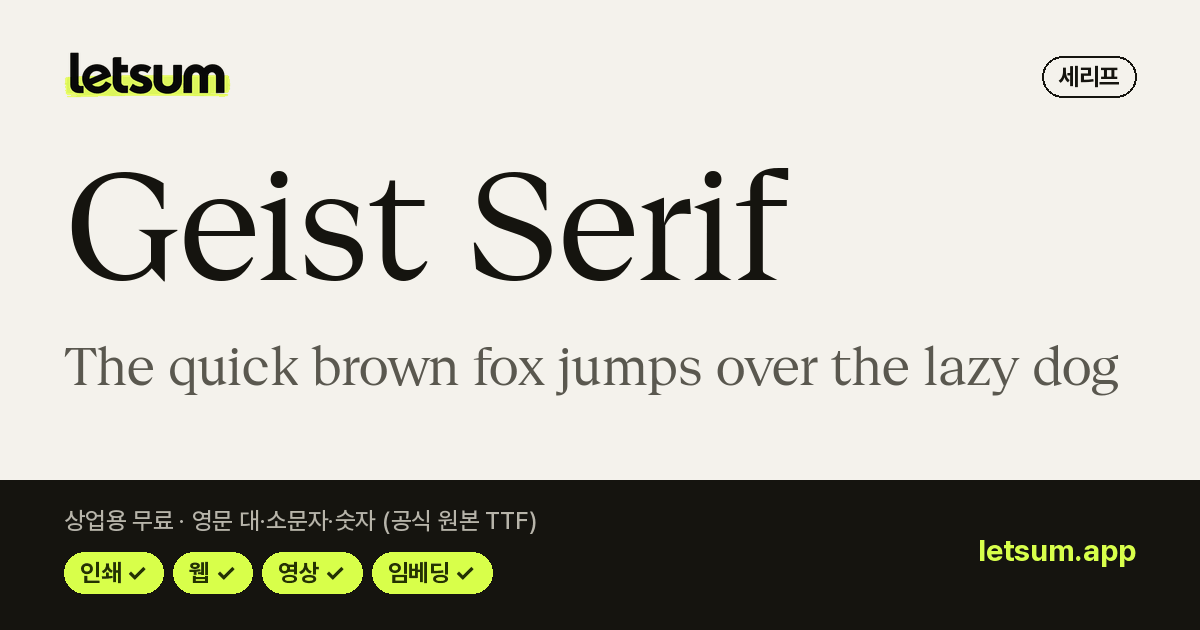 letsum
세리프
Geist Serif
The quick brown fox jumps over the lazy dog
상업용 무료 · 영문 대·소문자·숫자 (공식 원본 TTF)
인쇄 ✓ 웹 ✓ 영상 ✓ 임베딩 ✓
letsum.app